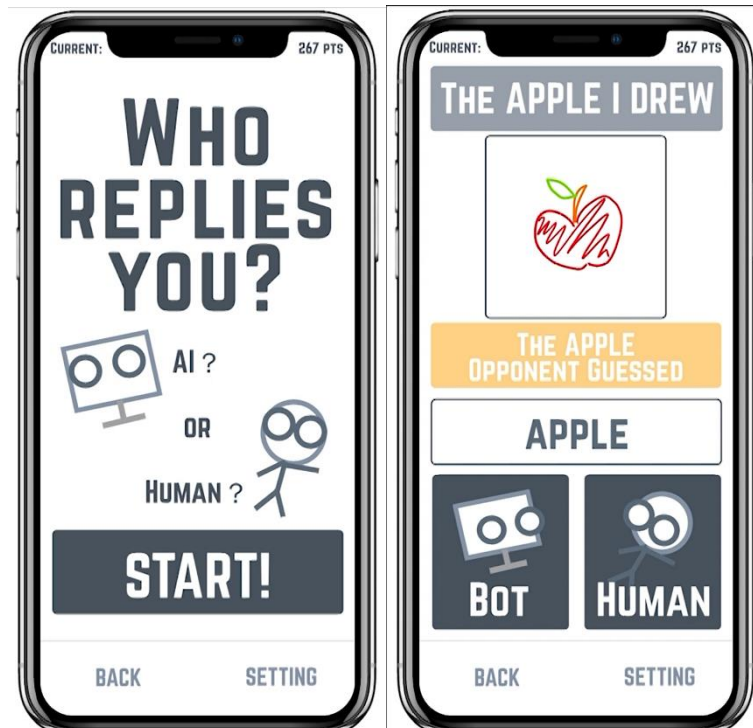 CURRENT: 267 PTS
WHO
REPLIES
YOU?
AI?
OR
HUMAN?
START!
BACK SETTING
CURRENT: 267 PTS
THE APPLE I DREW
THE APPLE
OPPONENT GUESSED
APPLE
BOT HUMAN
BACK SETTING